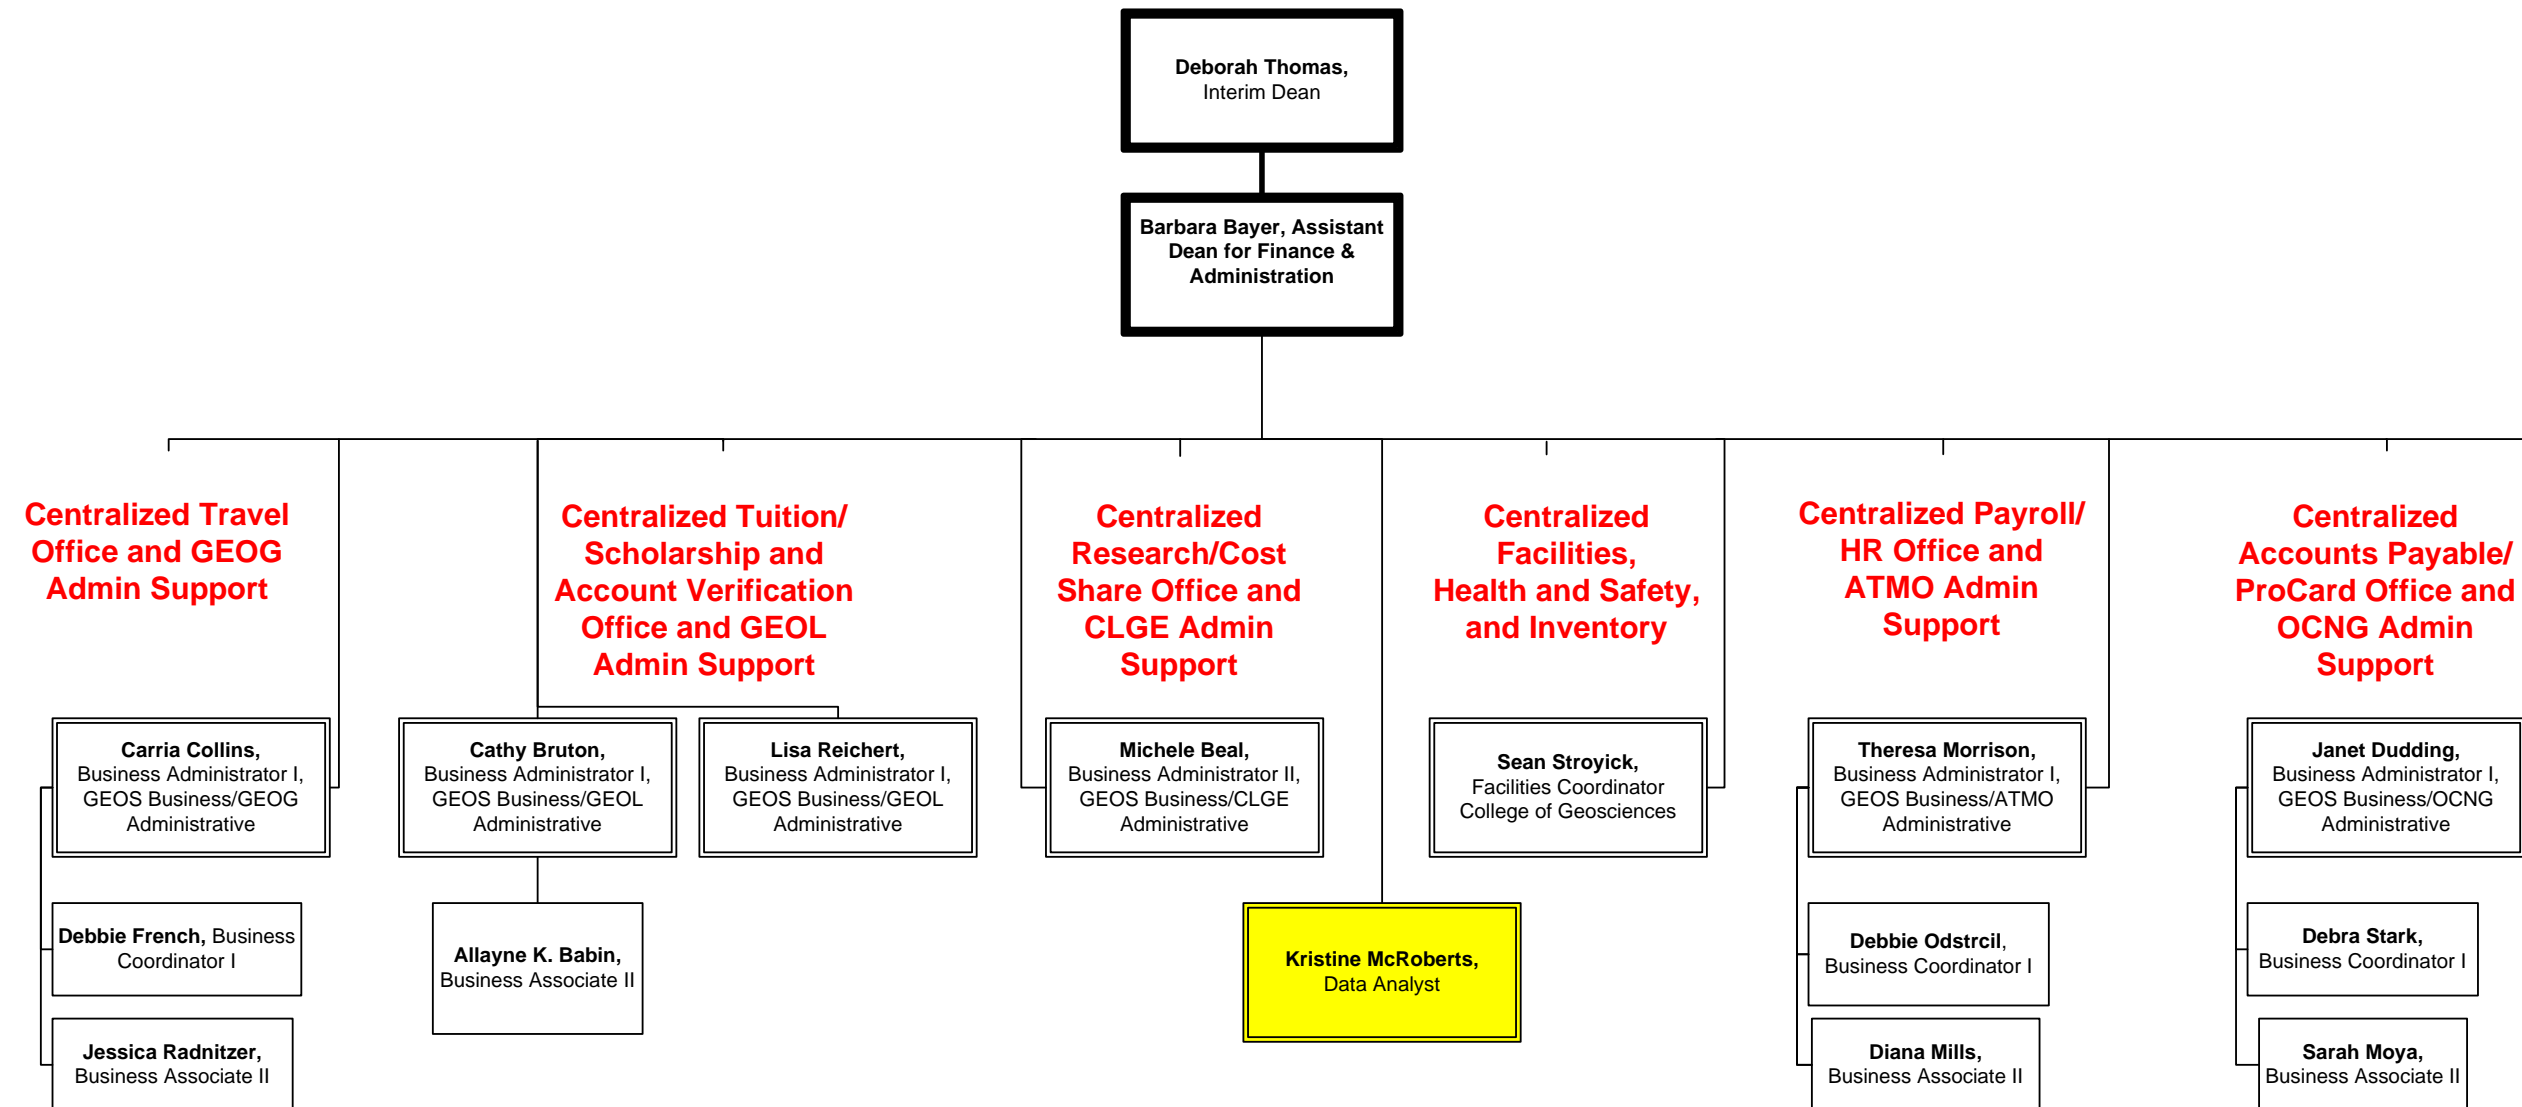 Deborah Thomas,
Interim Dean
Barbara Bayer, Assistant
Dean for Finance &
Administration
Centralized Travel
Office and GEOG
Admin Support
Centralized Tuition/
Scholarship and
Account Verification
Office and GEOL
Admin Support
Centralized
Research/Cost
Share Office and
CLGE Admin
Support
Centralized
Facilities,
Health and Safety,
and Inventory
Centralized Payroll/
HR Office and
ATMO Admin
Support
Centralized
Accounts Payable/
ProCard Office and
OCNG Admin
Support
Carria Collins,
Business Administrator I,
GEOS Business/GEOG
Administrative
Cathy Bruton,
Business Administrator I,
GEOS Business/GEOL
Administrative
Lisa Reichert,
Business Administrator I,
GEOS Business/GEOL
Administrative
Michele Beal,
Business Administrator II,
GEOS Business/CLGE
Administrative
Sean Stroyick,
Facilities Coordinator
College of Geosciences
Theresa Morrison,
Business Administrator I,
GEOS Business/ATMO
Administrative
Janet Dudding,
Business Administrator I,
GEOS Business/OCNG
Administrative
Debbie French, Business
Coordinator I
Allayne K. Babin,
Business Associate II
Kristine McRoberts,
Data Analyst
Debbie Odstrcil,
Business Coordinator I
Debra Stark,
Business Coordinator I
Jessica Radnitzer,
Business Associate II
Diana Mills,
Business Associate II
Sarah Moya,
Business Associate II